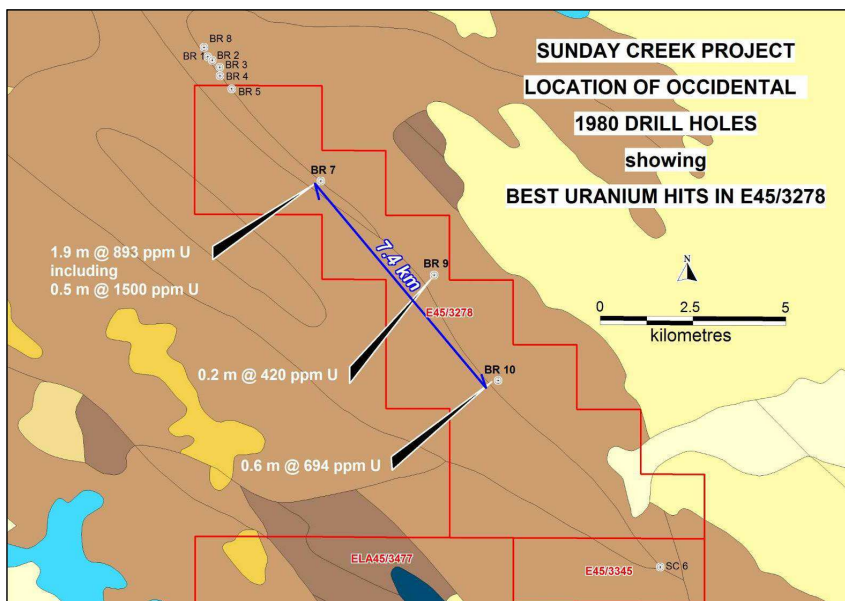 SUNDAY CREEK PROJECT
LOCATION OF OCCIDENTAL
1980 DRILL HOLES
showing
BEST URANIUM HITS IN E45/3278
BR 8
BR 1
BR 2
BR 3
BR 4
BR 5
BR 7
1.9 m @ 893 ppm U
including
0.5 m @ 1500 ppm U
7.4 km
BR 9
E45/3278
N
0 2.5 5
kilometres
0.2 m @ 420 ppm U
BR 10
0.6 m @ 694 ppm U
ELA45/3477
E45/3345
SC 6